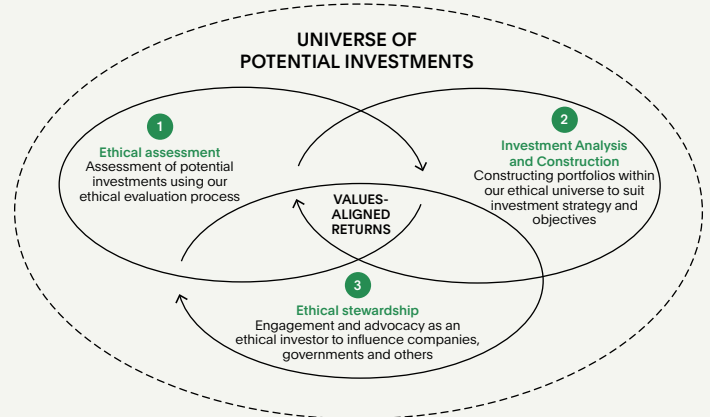 UNIVERSE OF
POTENTIAL INVESTMENTS
1
Ethical assessment
Assessment of potential
investments using our
ethical evaluation process
2
Investment Analysis
and Construction
Constructing portfolios within
our ethical universe to suit
investment strategy and
objectives
VALUES-
ALIGNED
RETURNS
3
Ethical stewardship
Engagement and advocacy as an
ethical investor to influence companies,
governments and others